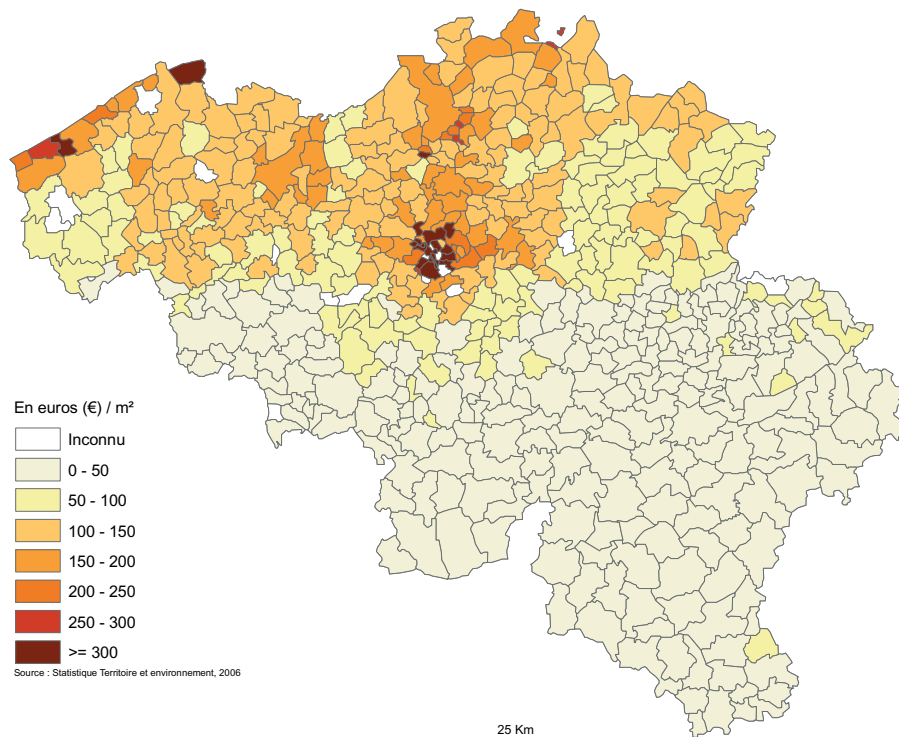 En euros (€) / m²
Inconnu
0 - 50
50 - 100
100 - 150
150 - 200
200 - 250
250 - 300
>= 300
Source : Statistique Territoire et environnement, 2006
25 Km